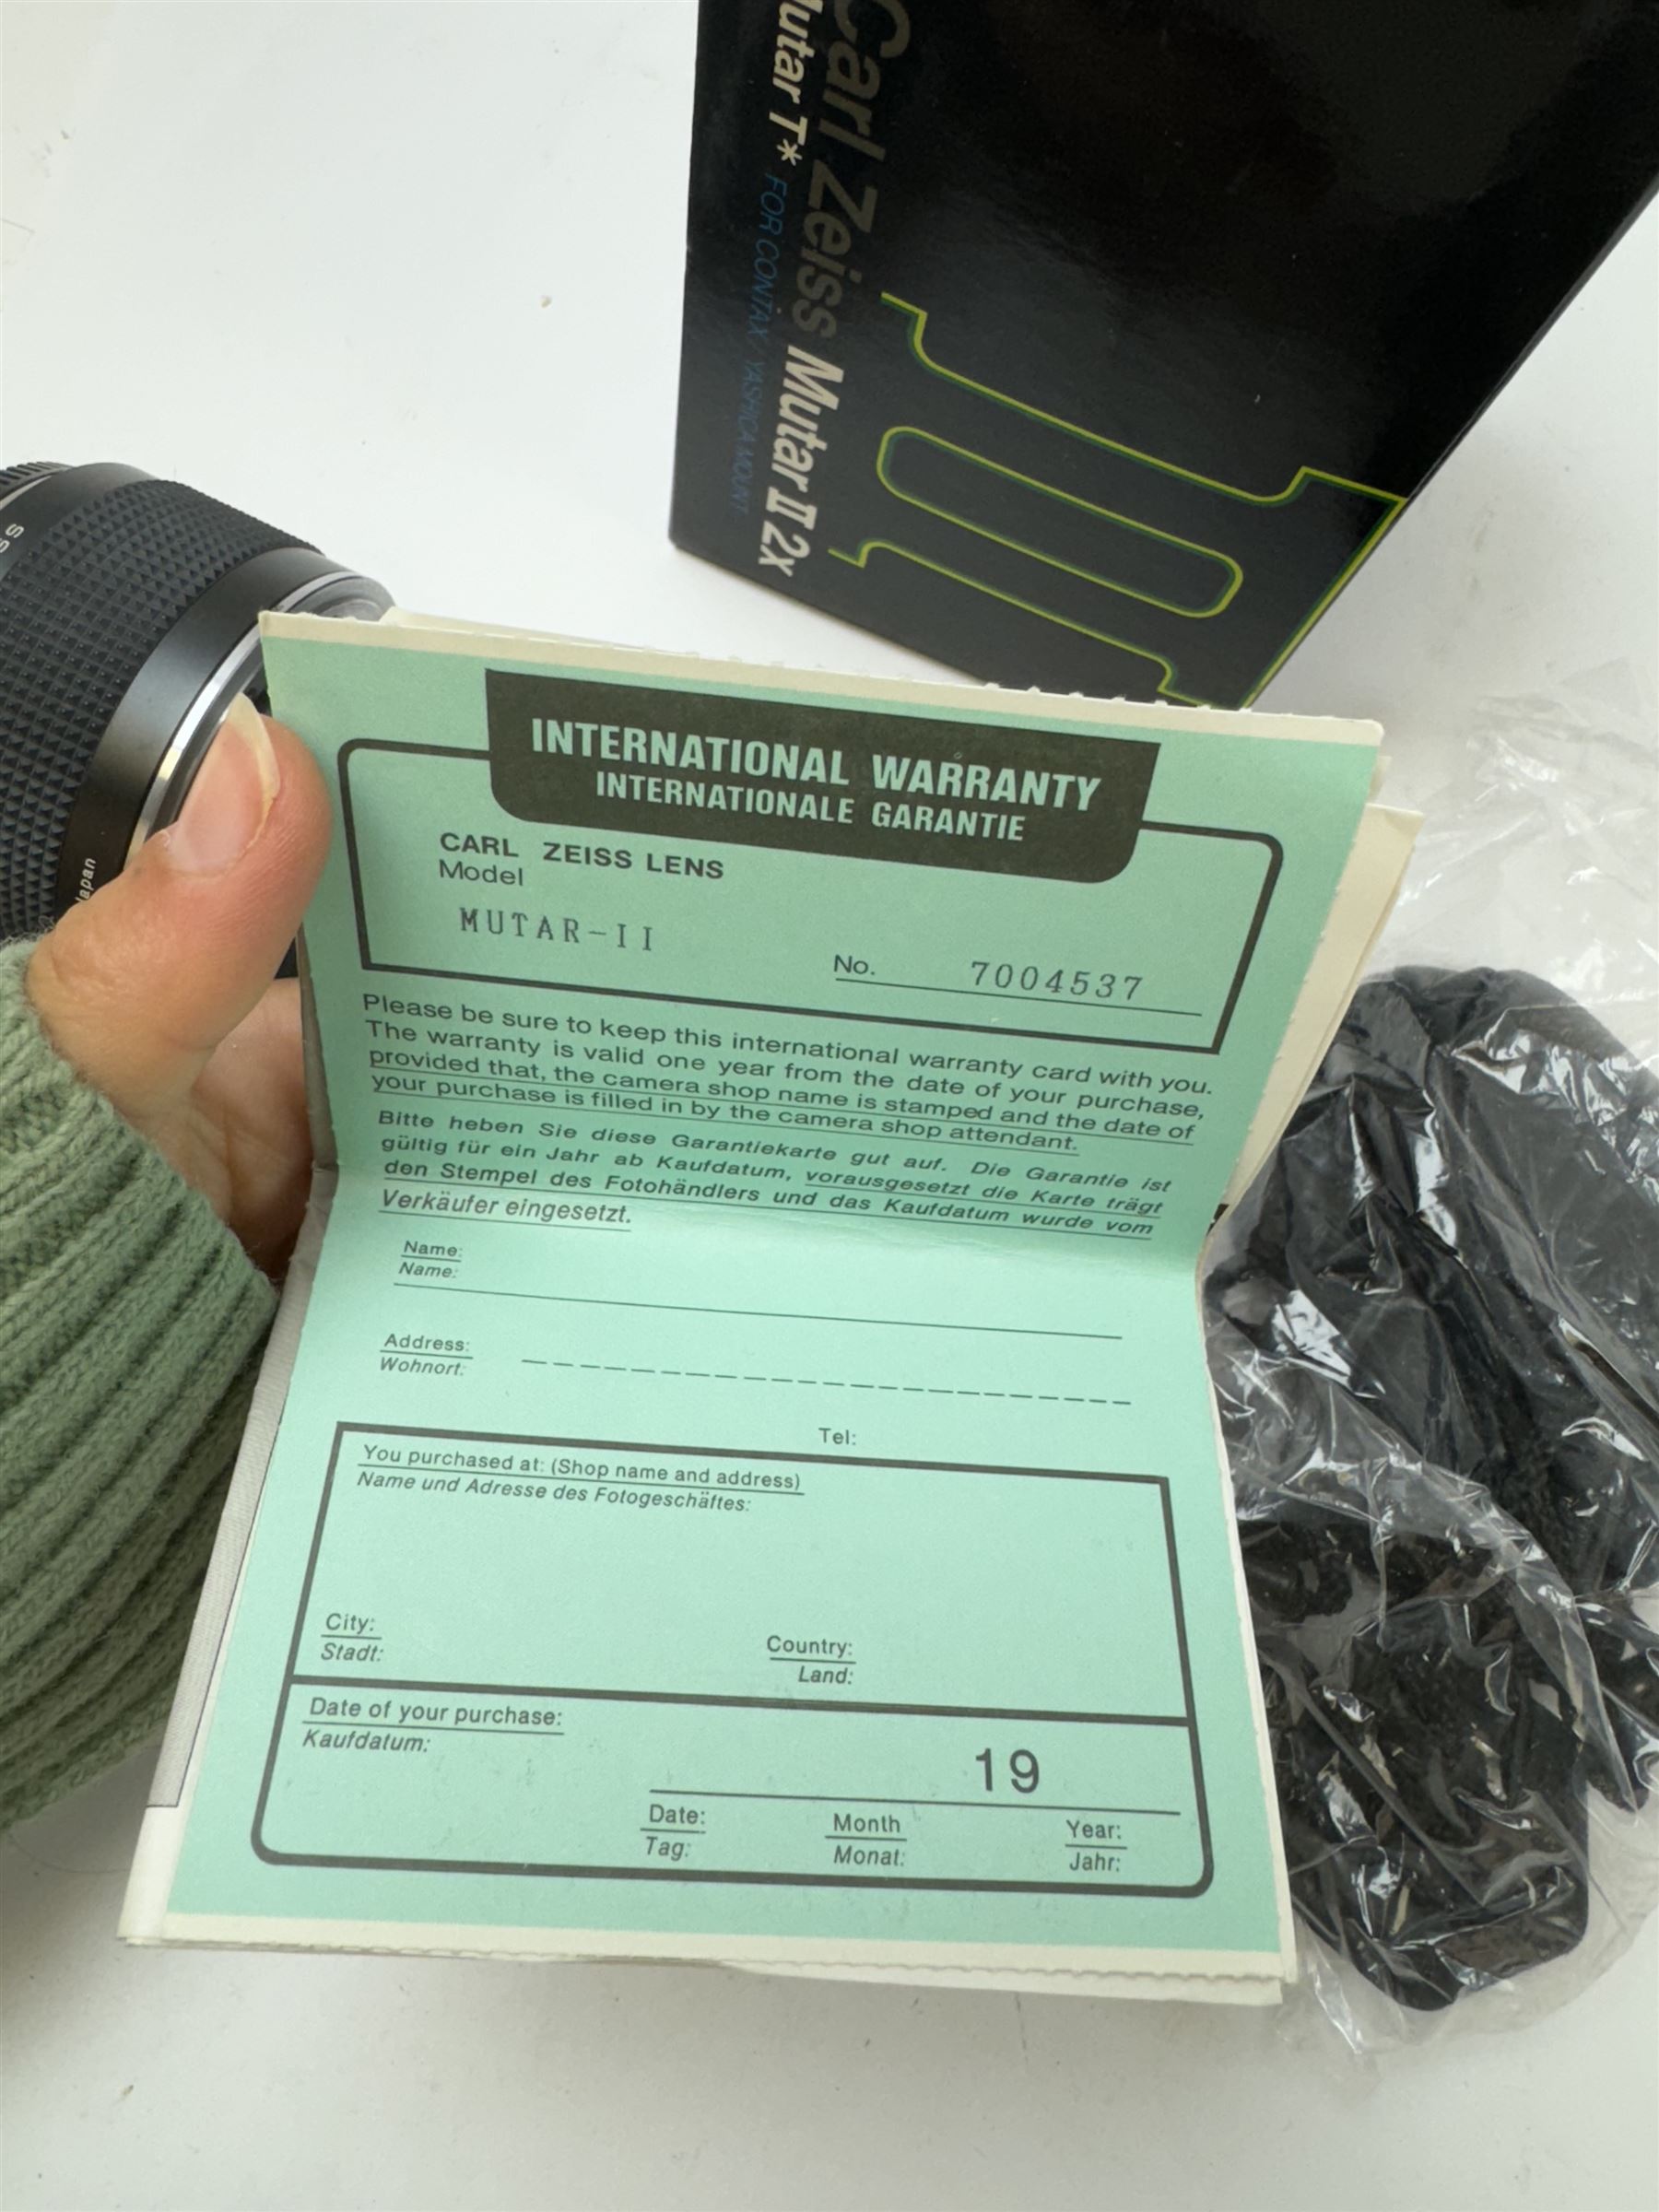 Carl Zeiss Mutar II 2x
Mutar T* FOR CONTAX / YASHICA MOUNT
ss
Japan
INTERNATIONAL WARRANTY
INTERNATIONALE GARANTIE
CARL ZEISS LENS
Model
MUTAR-II
No. 7004537
Please be sure to keep this international warranty card with you.
The warranty is valid one year from the date of your purchase,
provided that, the camera shop name is stamped and the date of
your purchase is filled in by the camera shop attendant.
Bitte heben Sie diese Garantiekarte gut auf. Die Garantie ist
gültig für ein Jahr ab Kaufdatum, vorausgesetzt die Karte trägt
den Stempel des Fotohändlers und das Kaufdatum wurde vom
Verkäufer eingesetzt.
Name:
Name:
Address:
Wohnort:
Tel:
You purchased at: (Shop name and address)
Name und Adresse des Fotogeschäftes:
City:
Stadt:
Country:
Land:
Date of your purchase:
Kaufdatum:
19
Date: Month Year:
Tag: Monat: Jahr: